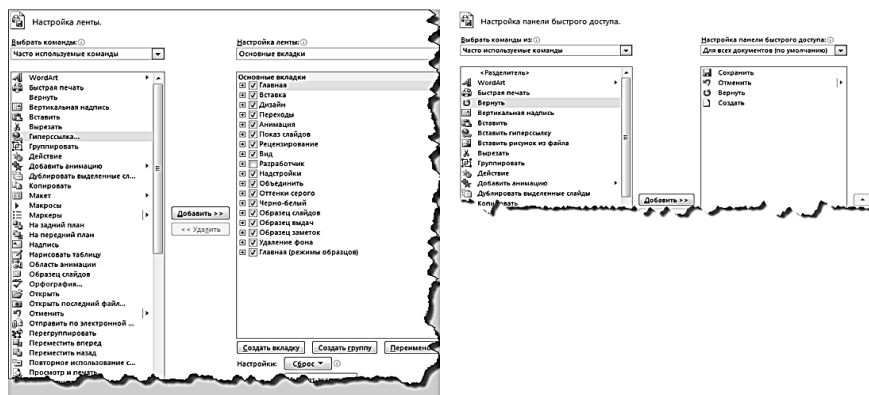 Настройка ленты.
Выбрать команды:
Часто используемые команды
WordArt
Быстрая печать
Вернуть
Вертикальная надпись
Вставить
Вырезать
Гиперссылка...
Группировать
Действие
Добавить анимацию
Дублировать выделенные сл...
Копировать
Макет
Макросы
Маркеры
На задний план
На передний план
Надпись
Нарисовать таблицу
Область анимации
Образец слайдов
Орфография...
Открыть
Открыть последний файл...
Отменить
Отправить по электронной ...
Перегруппировать
Переместить вперед
Переместить назад
Повторное использование с...
Просмотр и печать
Добавить >>
<< Удалить
Настройка ленты:
Основные вкладки
Основные вкладки
Главная
Вставка
Дизайн
Переходы
Анимация
Показ слайдов
Рецензирование
Вид
Разработчик
Надстройки
Объединить
Оттенки серого
Черно-белый
Образец слайдов
Образец выдач
Образец заметок
Удаление фона
Главная (режимы образцов)
Создать вкладку Создать группу Переимено
Настройки: Сброс
Настройка панели быстрого доступа.
Выбрать команды из:
Часто используемые команды
<Разделитель>
WordArt
Быстрая печать
Вернуть
Вертикальная надпись
Вставить
Вставить гиперссылку
Вставить рисунок из файла
Вырезать
Группировать
Действие
Добавить анимацию
Дублировать выделенные слайды
Копировать
Добавить >>
Настройка панели быстрого доступа:
Для всех документов (по умолчанию)
Сохранить
Отменить
Вернуть
Создать